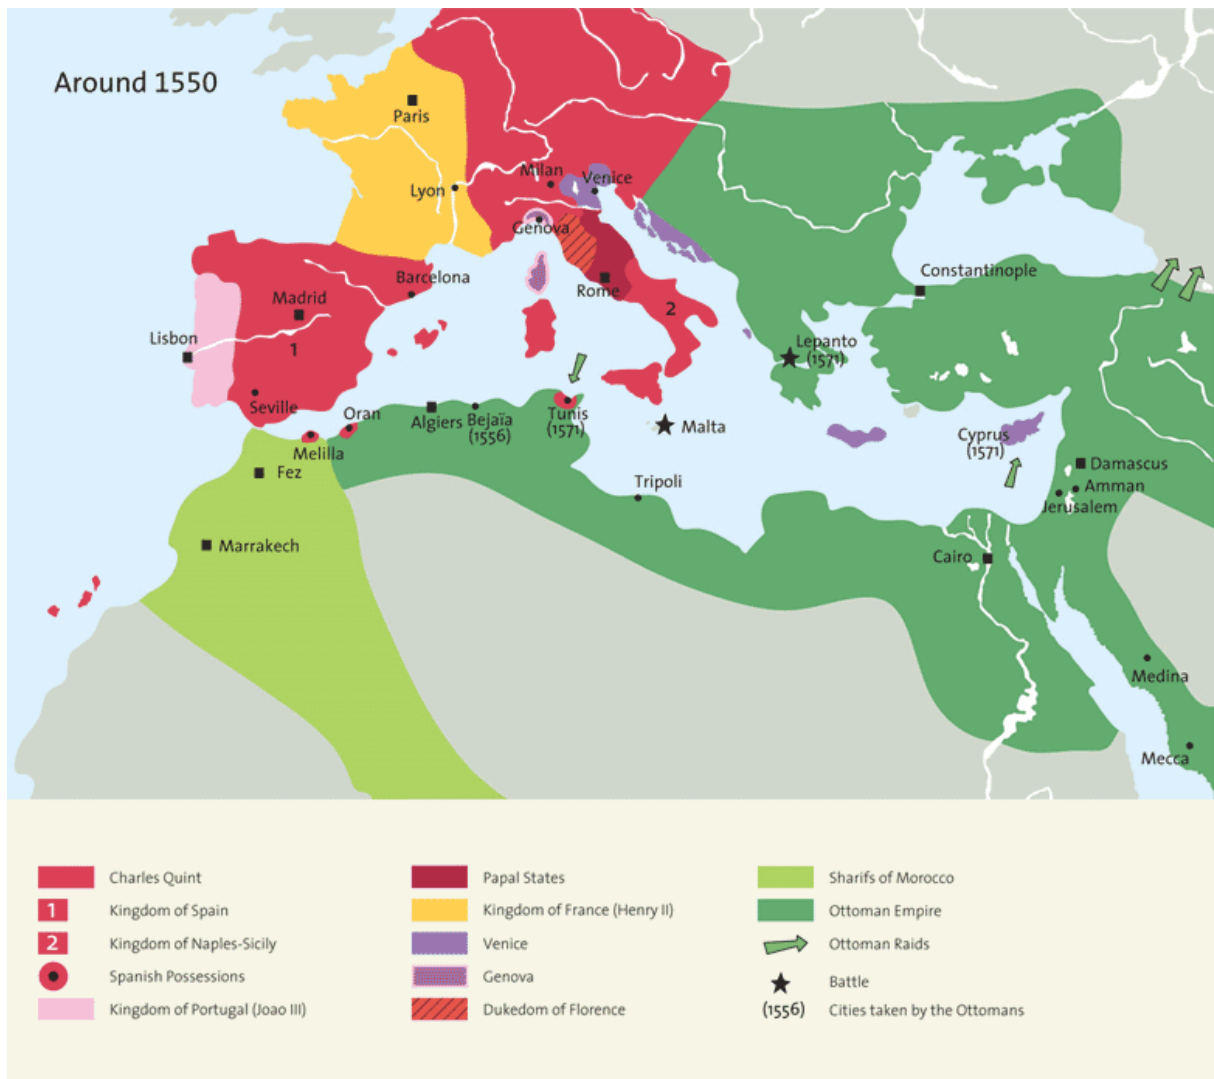 Around 1550
Paris
Lyon
Milan
Venice
Genova
Barcelona
Constantinople
Madrid
Rome
2
Lisbon
1
Lepanto
(1571)
Seville
Oran
Algiers
Bejaïa
(1556)
Tunis
(1571)
Malta
Cyprus
(1571)
Melilla
Fez
Damascus
Tripoli
Amman
Jerusalem
Marrakech
Cairo
Medina
Mecca
Charles Quint
1 Kingdom of Spain
2 Kingdom of Naples-Sicily
Spanish Possessions
Kingdom of Portugal (Joao III)
Papal States
Kingdom of France (Henry II)
Venice
Genova
Dukedom of Florence
Sharifs of Morocco
Ottoman Empire
Ottoman Raids
Battle
(1556) Cities taken by the Ottomans